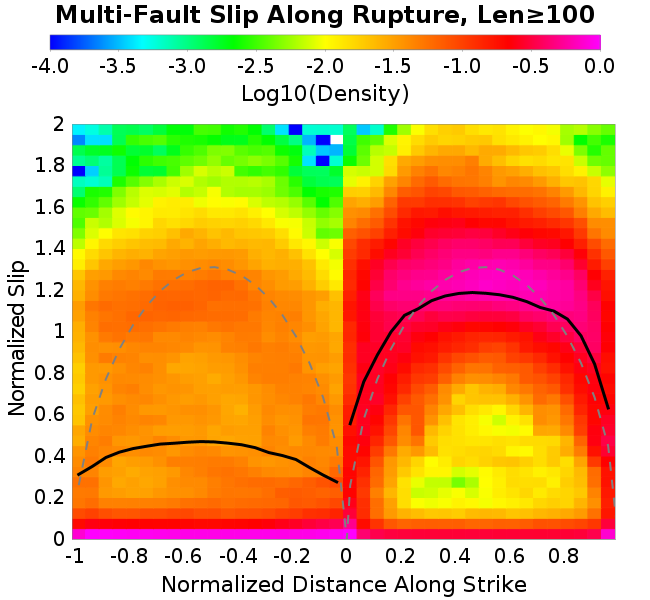 Multi-Fault Slip Along Rupture, Len≥100
-4.0 -3.5 -3.0 -2.5 -2.0 -1.5 -1.0 -0.5 0.0
Log10(Density)
2
1.8
1.6
1.4
1.2
1
0.8
0.6
0.4
0.2
0
Normalized Slip
-1 -0.8 -0.6 -0.4 -0.2 0 0.2 0.4 0.6 0.8
Normalized Distance Along Strike